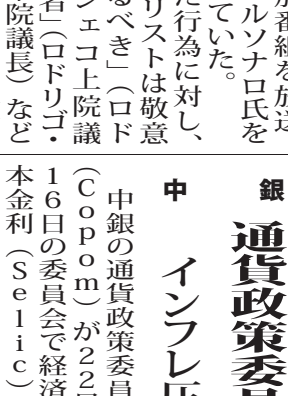 番組を放送
ルソナロ氏を
ていた。
た行為に対し、
リストは敬意
るべき」（ロド
シェコ上院議
者」（ロドリゴ・
院議長）など
中銀
通貨政策委員
インフレ圧
中銀の通貨政策委員
（Ｃｏｐｏｍ）が２２
１６日の委員会で経済
本金利（Ｓｅｌｉｃ）